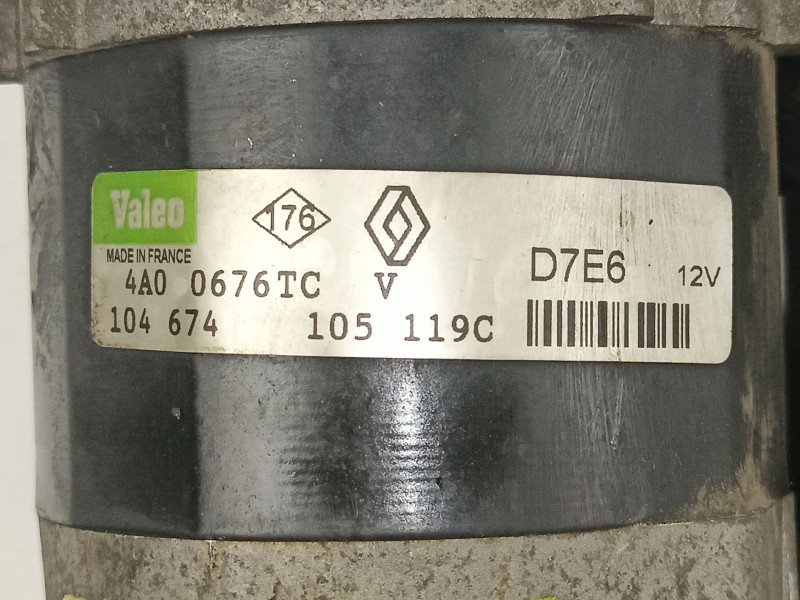 Valeo
176
MADE IN FRANCE
D7E6 12V
4A0 0676TC V
104 674 105 119C